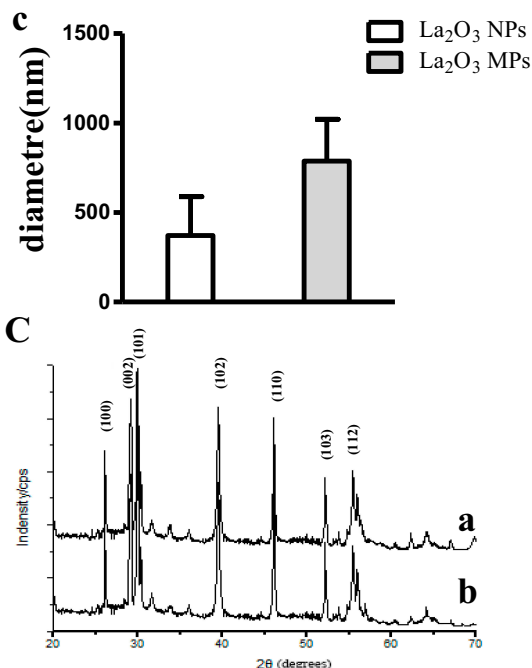 c
La₂O₃ NPs
La₂O₃ MPs
diametre(nm)
1500
1000
500
0
C
(100)
(002)
(101)
(102)
(110)
(103)
(112)
Indensity/cps
a
b
20
30
40
50
60
70
2θ (degrees)